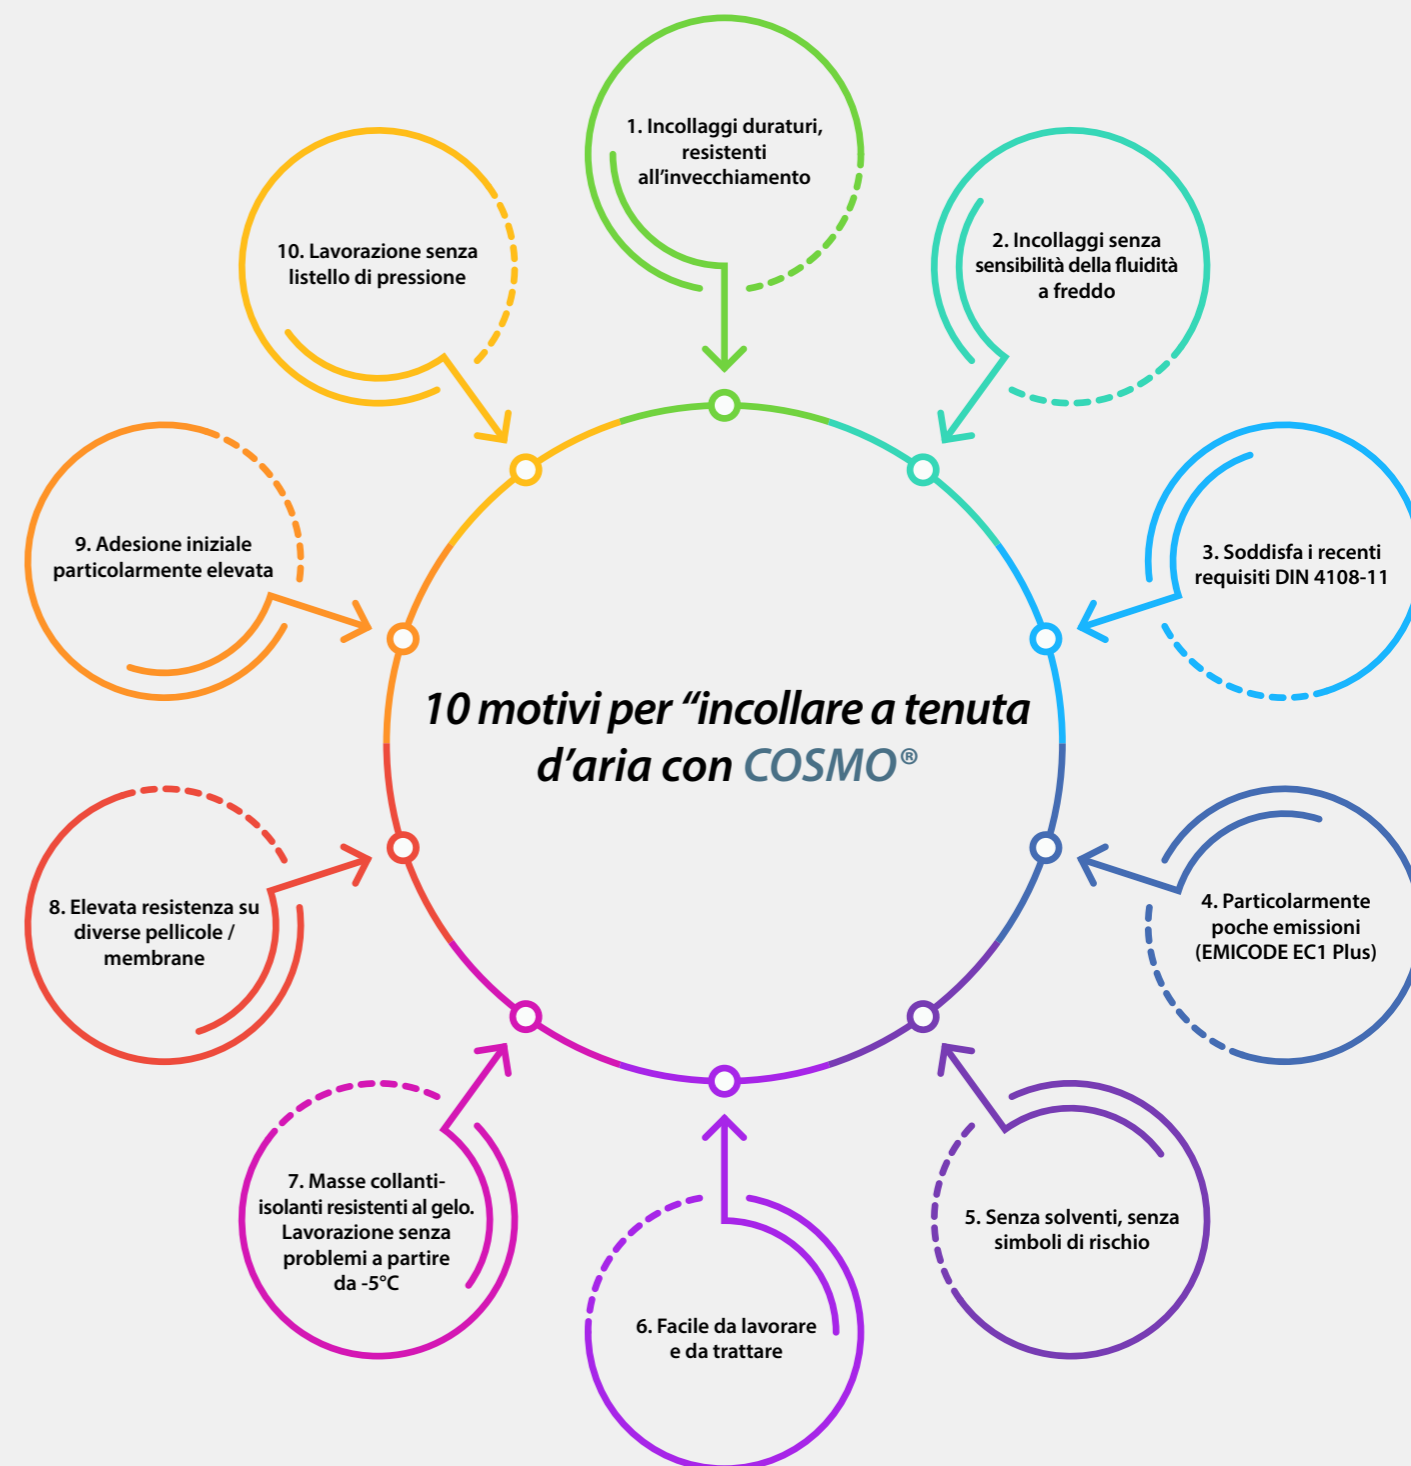 10 motivi per “incollare a tenuta
d’aria con COSMO®
1. Incollaggi duraturi,
resistenti
all’invecchiamento
2. Incollaggi senza
sensibilità della fluidità
a freddo
3. Soddisfa i recenti
requisiti DIN 4108-11
4. Particolarmente
poche emissioni
(EMICODE EC1 Plus)
5. Senza solventi, senza
simboli di rischio
6. Facile da lavorare
e da trattare
7. Masse collanti-
isolanti resistenti al gelo.
Lavorazione senza
problemi a partire
da -5°C
8. Elevata resistenza su
diverse pellicole /
membrane
9. Adesione iniziale
particolarmente elevata
10. Lavorazione senza
listello di pressione